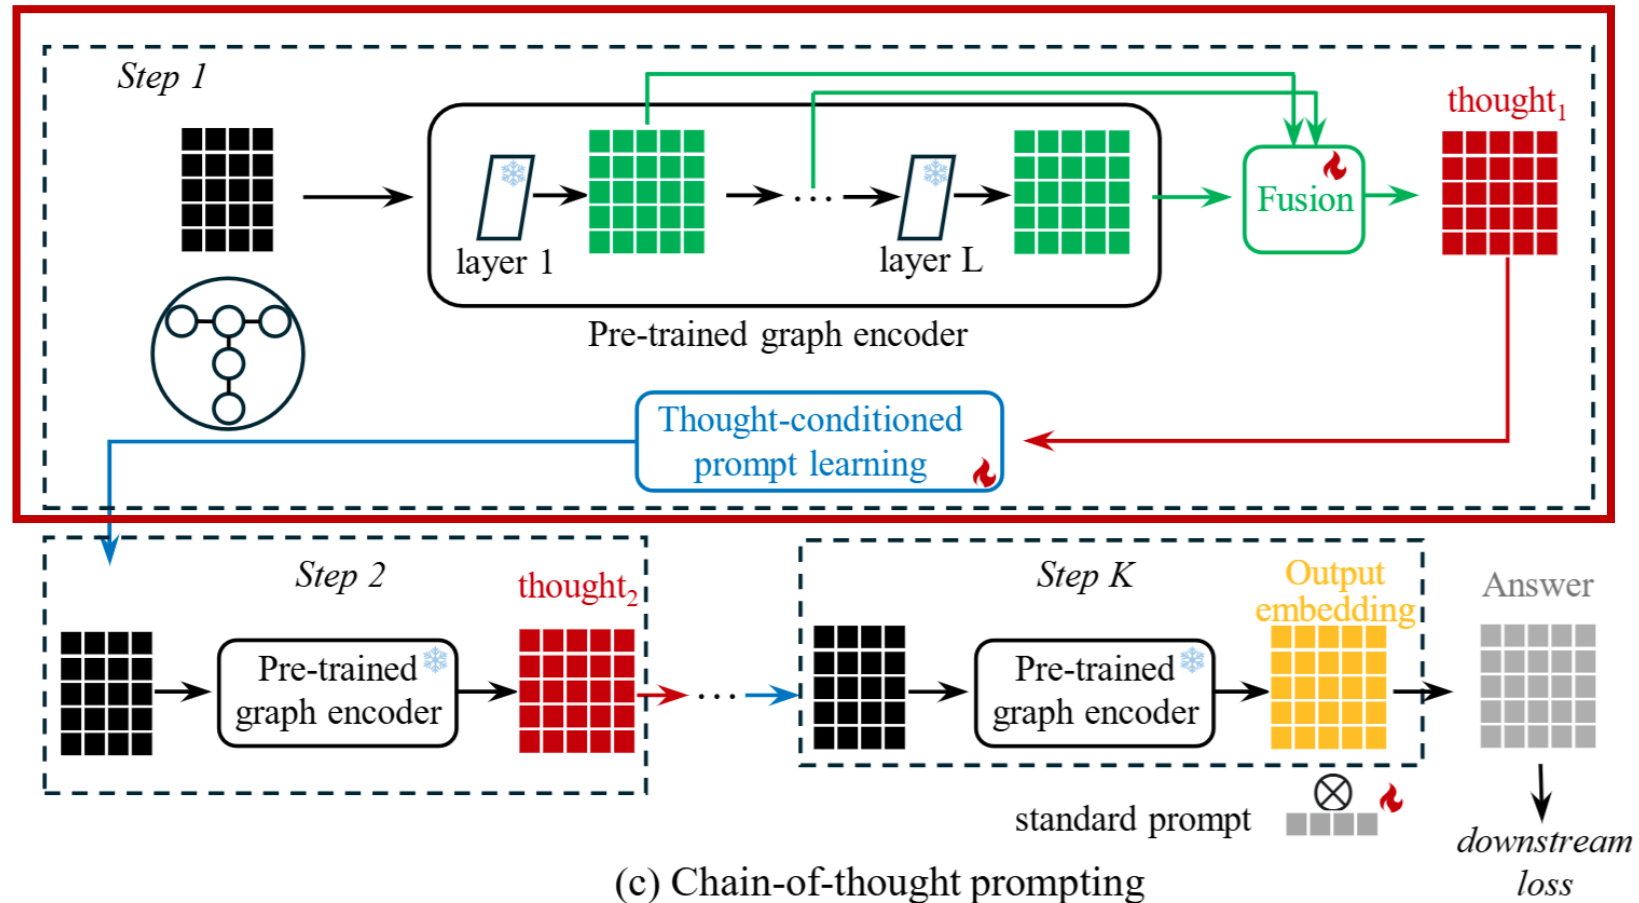 Step 1
thought₁
Fusion
layer 1
...
layer L
Pre-trained graph encoder
Thought-conditioned
prompt learning
Step 2
thought₂
Pre-trained
graph encoder
...
Step K
Output
embedding
Pre-trained
graph encoder
Answer
standard prompt
downstream
loss
(c) Chain-of-thought prompting